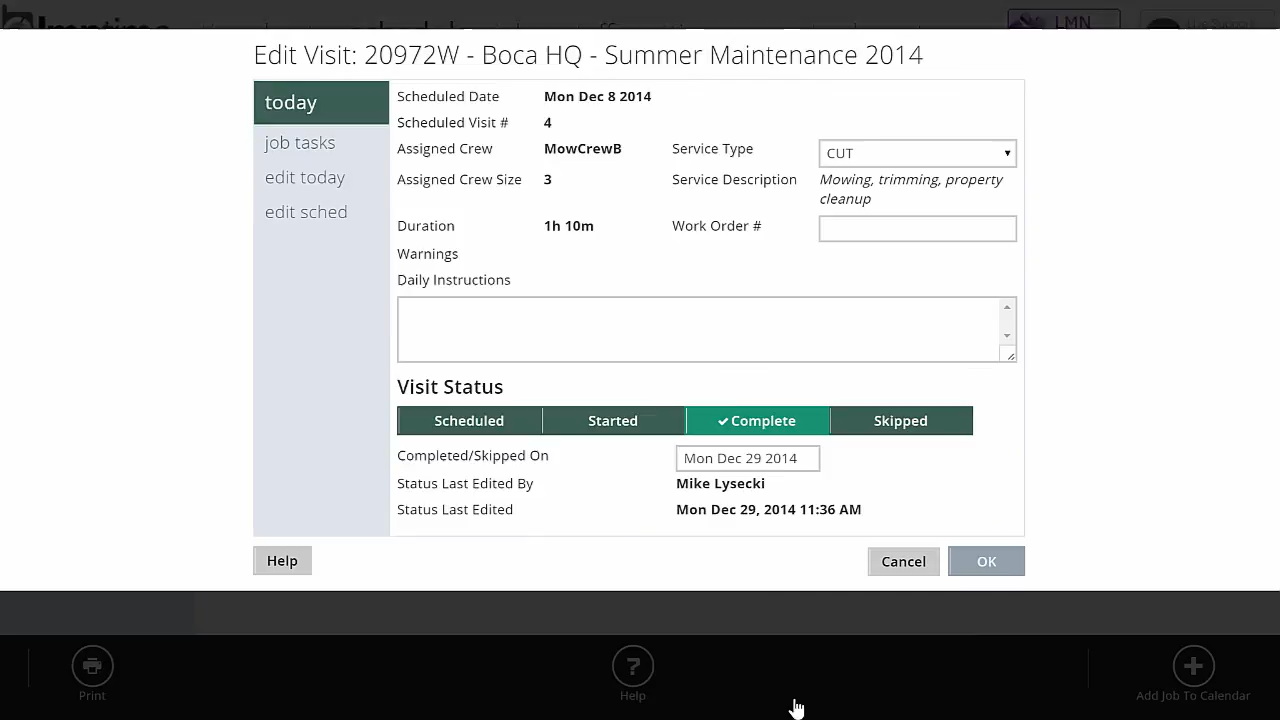 LMN
Edit Visit: 20972W - Boca HQ - Summer Maintenance 2014
today
job tasks
edit today
edit sched
Scheduled Date Mon Dec 8 2014
Scheduled Visit # 4
Assigned Crew MowCrewB Service Type CUT
Assigned Crew Size 3 Service Description Mowing, trimming, property
cleanup
Duration 1h 10m Work Order #
Warnings
Daily Instructions
Visit Status
Scheduled Started Complete Skipped
Completed/Skipped On Mon Dec 29 2014
Status Last Edited By Mike Lysecki
Status Last Edited Mon Dec 29, 2014 11:36 AM
Help Cancel OK
Print Help Add Job To Calendar